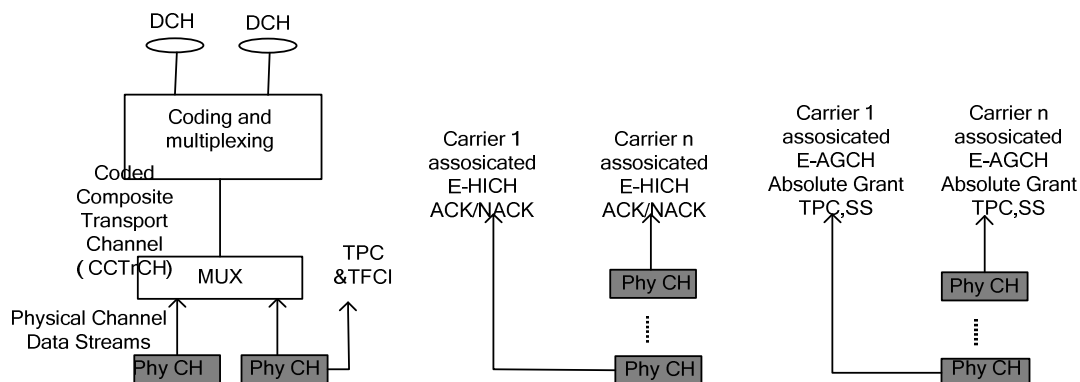 DCH
DCH
Coding and
multiplexing
Coded
Composite
Transport
Channel
( CCTrCH)
MUX
TPC
&TFCI
Physical Channel
Data Streams
Phy CH
Phy CH
Carrier 1
assosicated
E-HICH
ACK/NACK
Carrier n
assosicated
E-HICH
ACK/NACK
Phy CH
Phy CH
Carrier 1
assosicated
E-AGCH
Absolute Grant
TPC,SS
Carrier n
assosicated
E-AGCH
Absolute Grant
TPC,SS
Phy CH
Phy CH